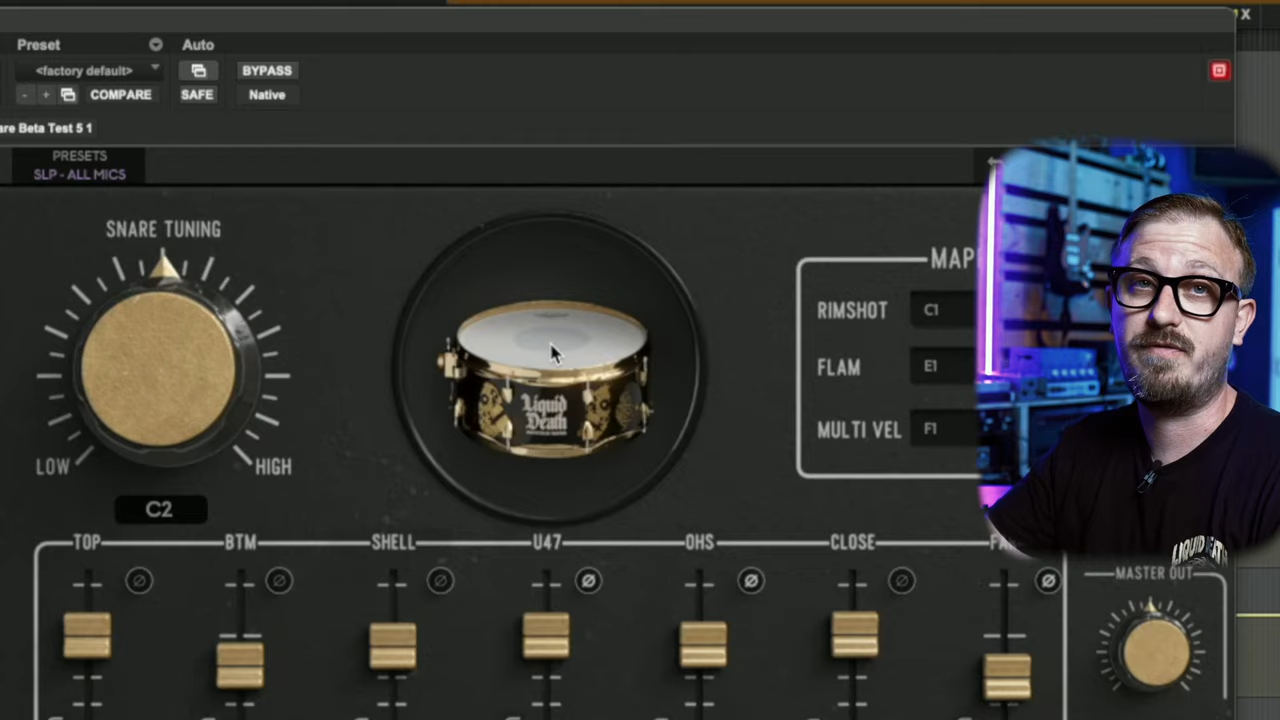 X
Preset
Auto
<factory default>
BYPASS
- + COMPARE
SAFE
Native
Beta Test 5 1
PRESETS
SLP - ALL MICS
SNARE TUNING
LOW
HIGH
C2
Liquid
Death
RIMSHOT
C1
FLAM
E1
MULTI VEL
F1
TOP
BTM
SHELL
U47
OHS
CLOSE
MASTER OUT
LIQUID DEATH